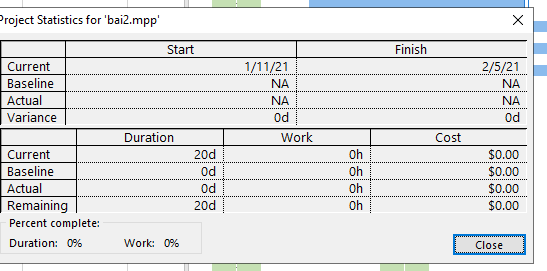 Project Statistics for 'bai2.mpp'
Start Finish
Current 1/11/21 2/5/21
Baseline NA NA
Actual NA NA
Variance 0d 0d
Duration Work Cost
Current 20d 0h $0.00
Baseline 0d 0h $0.00
Actual 0d 0h $0.00
Remaining 20d 0h $0.00
Percent complete:
Duration: 0% Work: 0%
Close